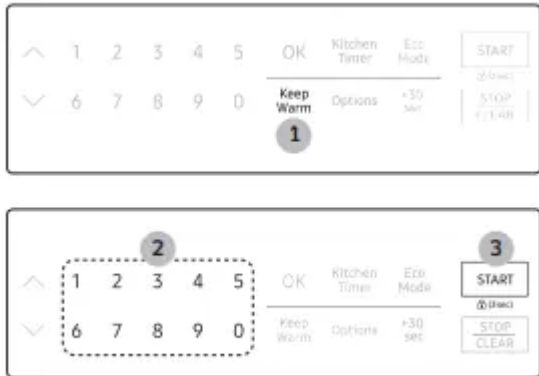 1 2 3 4 5 OK Kitchen Timer Eco Mode START
(3sec)
6 7 8 9 0 Keep Warm Options +30 sec STOP CLEAR
1
2 3
1 2 3 4 5 OK Kitchen Timer Eco Mode START
(3sec)
6 7 8 9 0 Keep Warm Options +30 sec STOP CLEAR